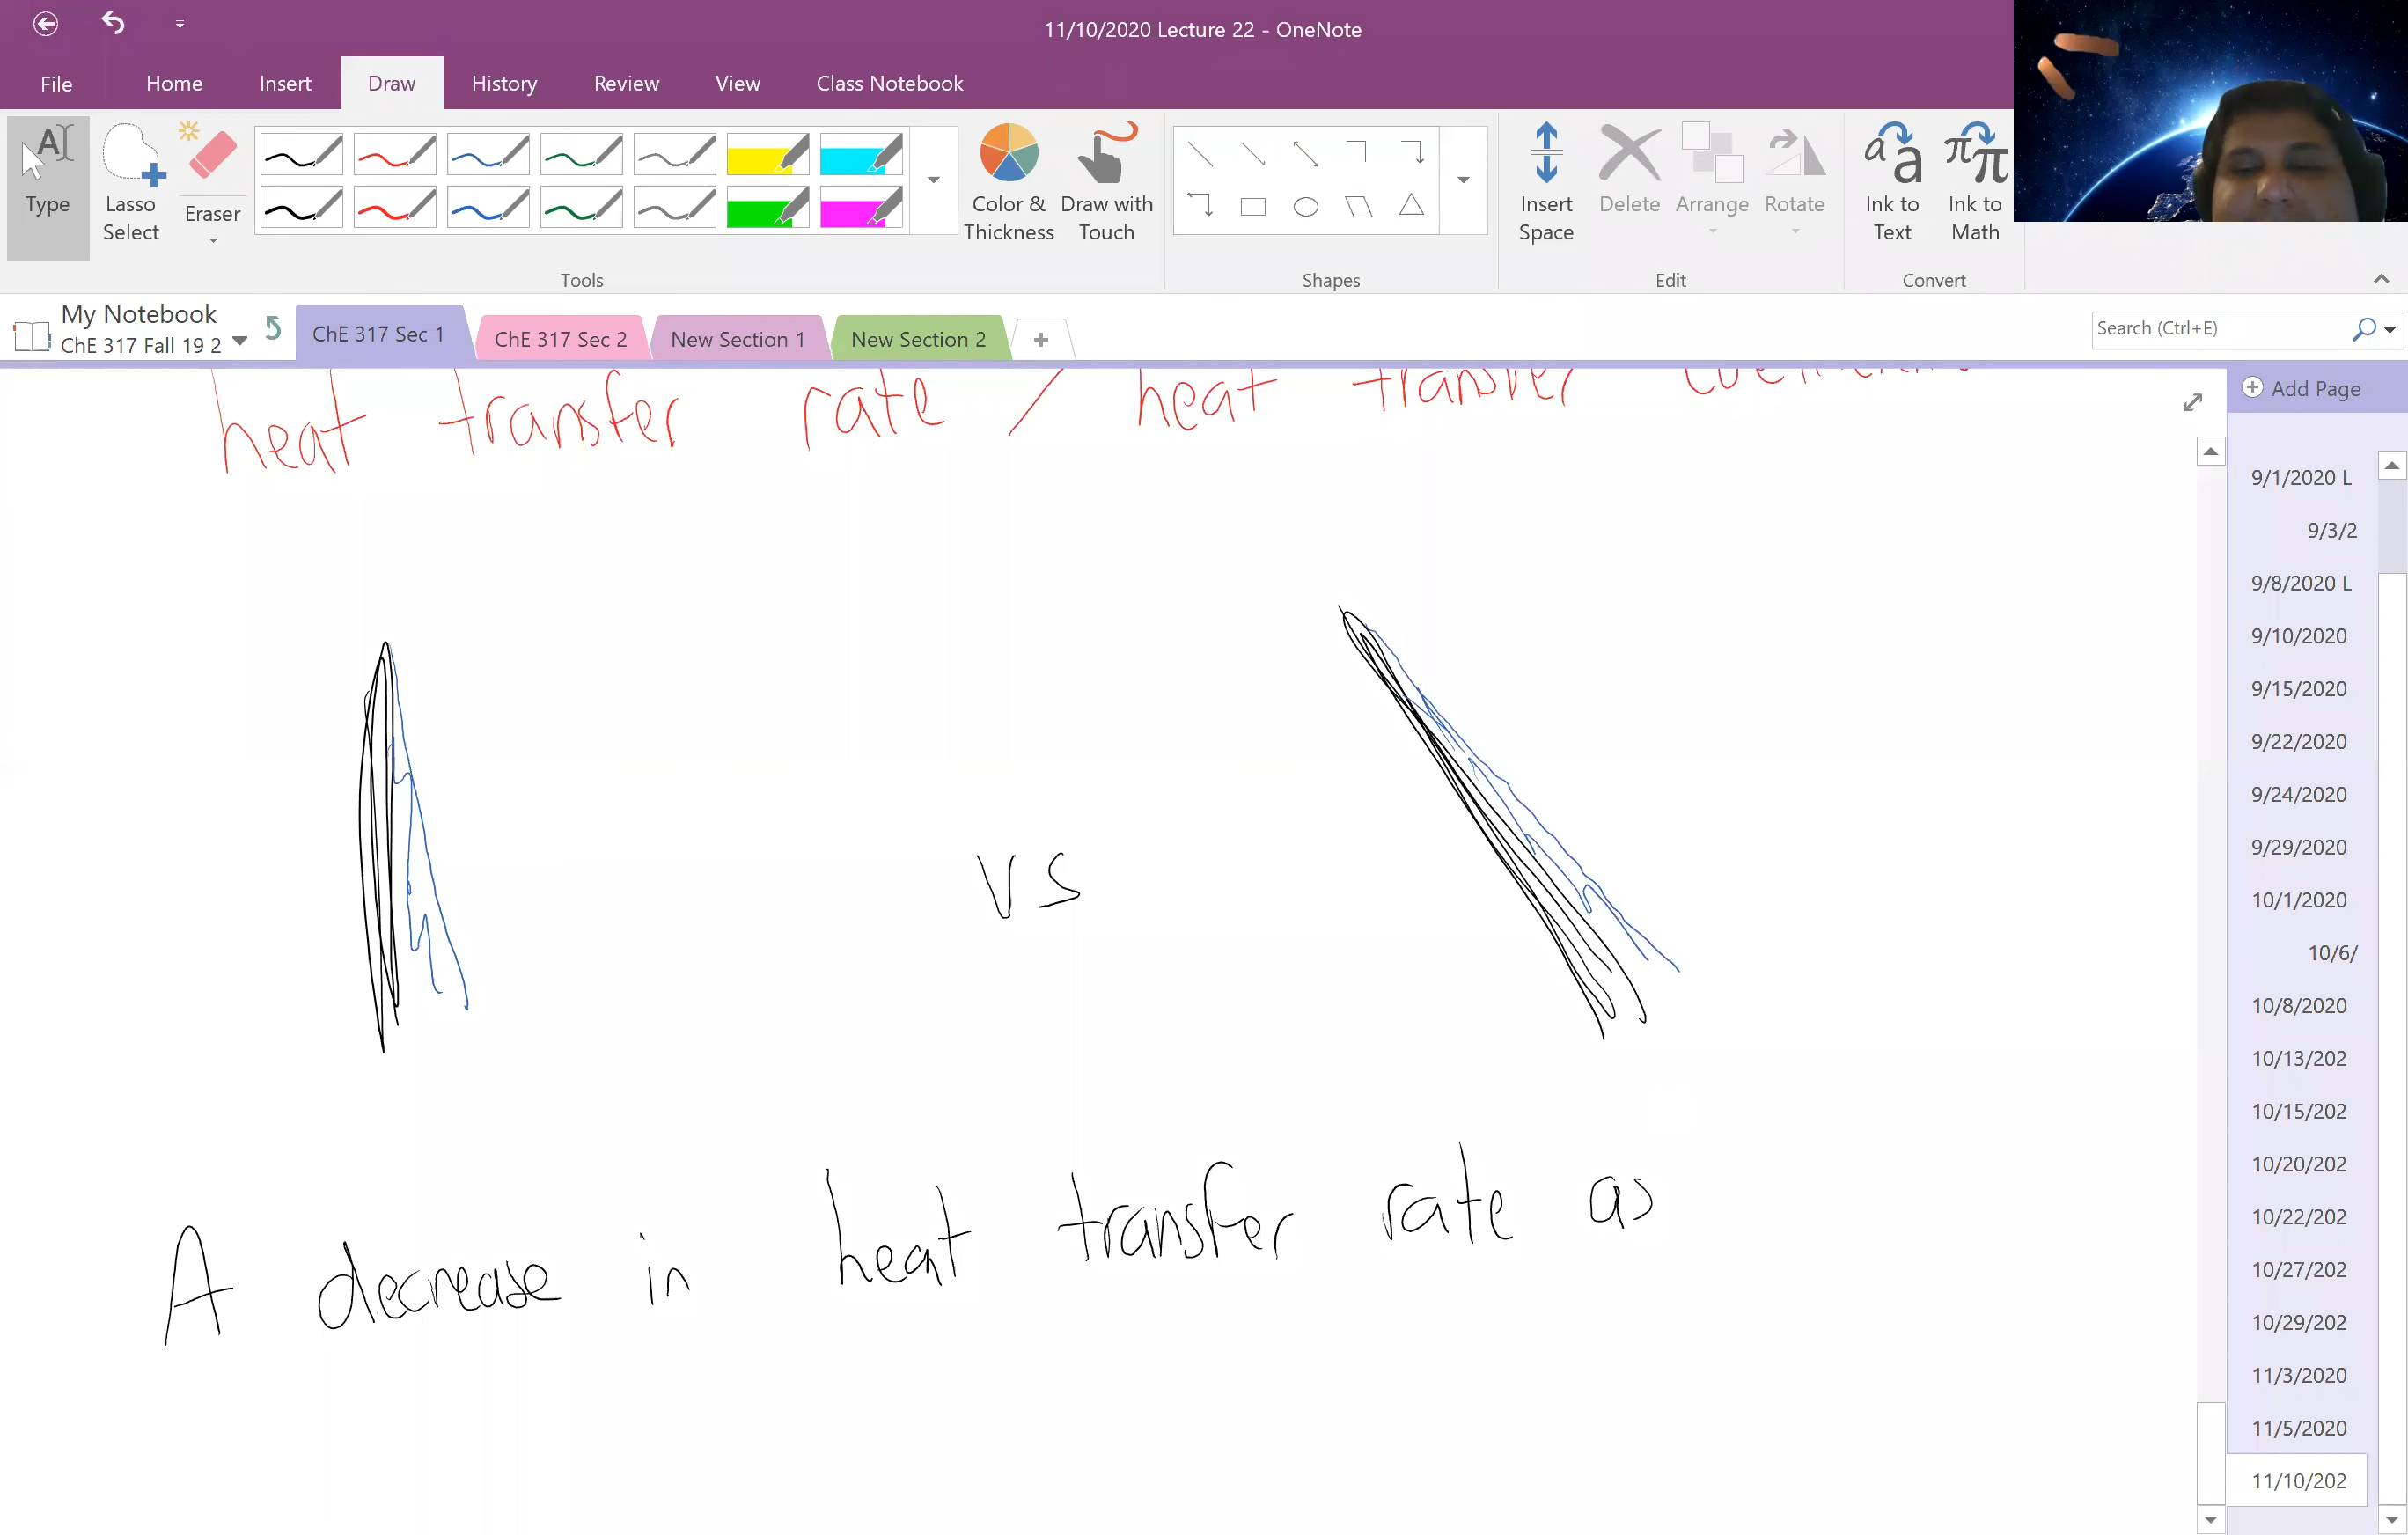 11/10/2020 Lecture 22 - OneNote
File Home Insert Draw History Review View Class Notebook
Type
Lasso Select
Eraser
Color & Thickness
Draw with Touch
Insert Space
Delete
Arrange
Rotate
Ink to Text
Ink to Math
Tools Shapes Edit Convert
My Notebook
ChE 317 Fall 19 2
ChE 317 Sec 1 ChE 317 Sec 2 New Section 1 New Section 2
Search (Ctrl+E)
Add Page
heat transfer rate / heat transfer
vs
A decrease in heat transfer rate as
9/1/2020 L
9/3/2
9/8/2020 L
9/10/2020
9/15/2020
9/22/2020
9/24/2020
9/29/2020
10/1/2020
10/6/
10/8/2020
10/13/202
10/15/202
10/20/202
10/22/202
10/27/202
10/29/202
11/3/2020
11/5/2020
11/10/202